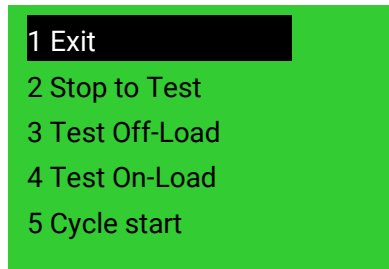 1 Exit
2 Stop to Test
3 Test Off-Load
4 Test On-Load
5 Cycle start